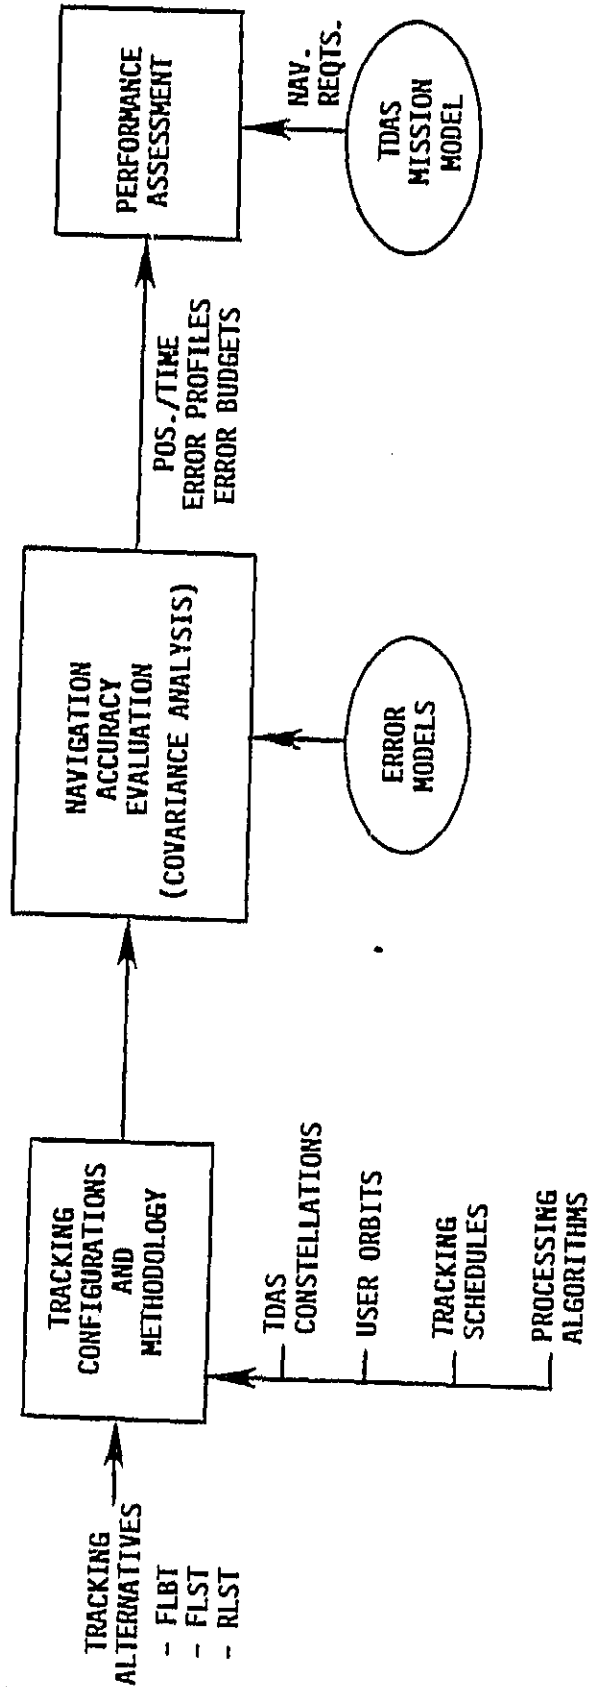 TRACKING
ALTERNATIVES
- FLBT
- FLST
- RLST
TRACKING
CONFIGURATIONS
AND
METHODOLOGY
TDAS
CONSTELLATIONS
USER ORBITS
TRACKING
SCHEDULES
PROCESSING
ALGORITHMS
NAVIGATION
ACCURACY
EVALUATION
(COVARIANCE ANALYSIS)
ERROR
MODELS
POS./TIME
ERROR PROFILES
ERROR BUDGETS
PERFORMANCE
ASSESSMENT
NAV.
REQTS.
TDAS
MISSION
MODEL